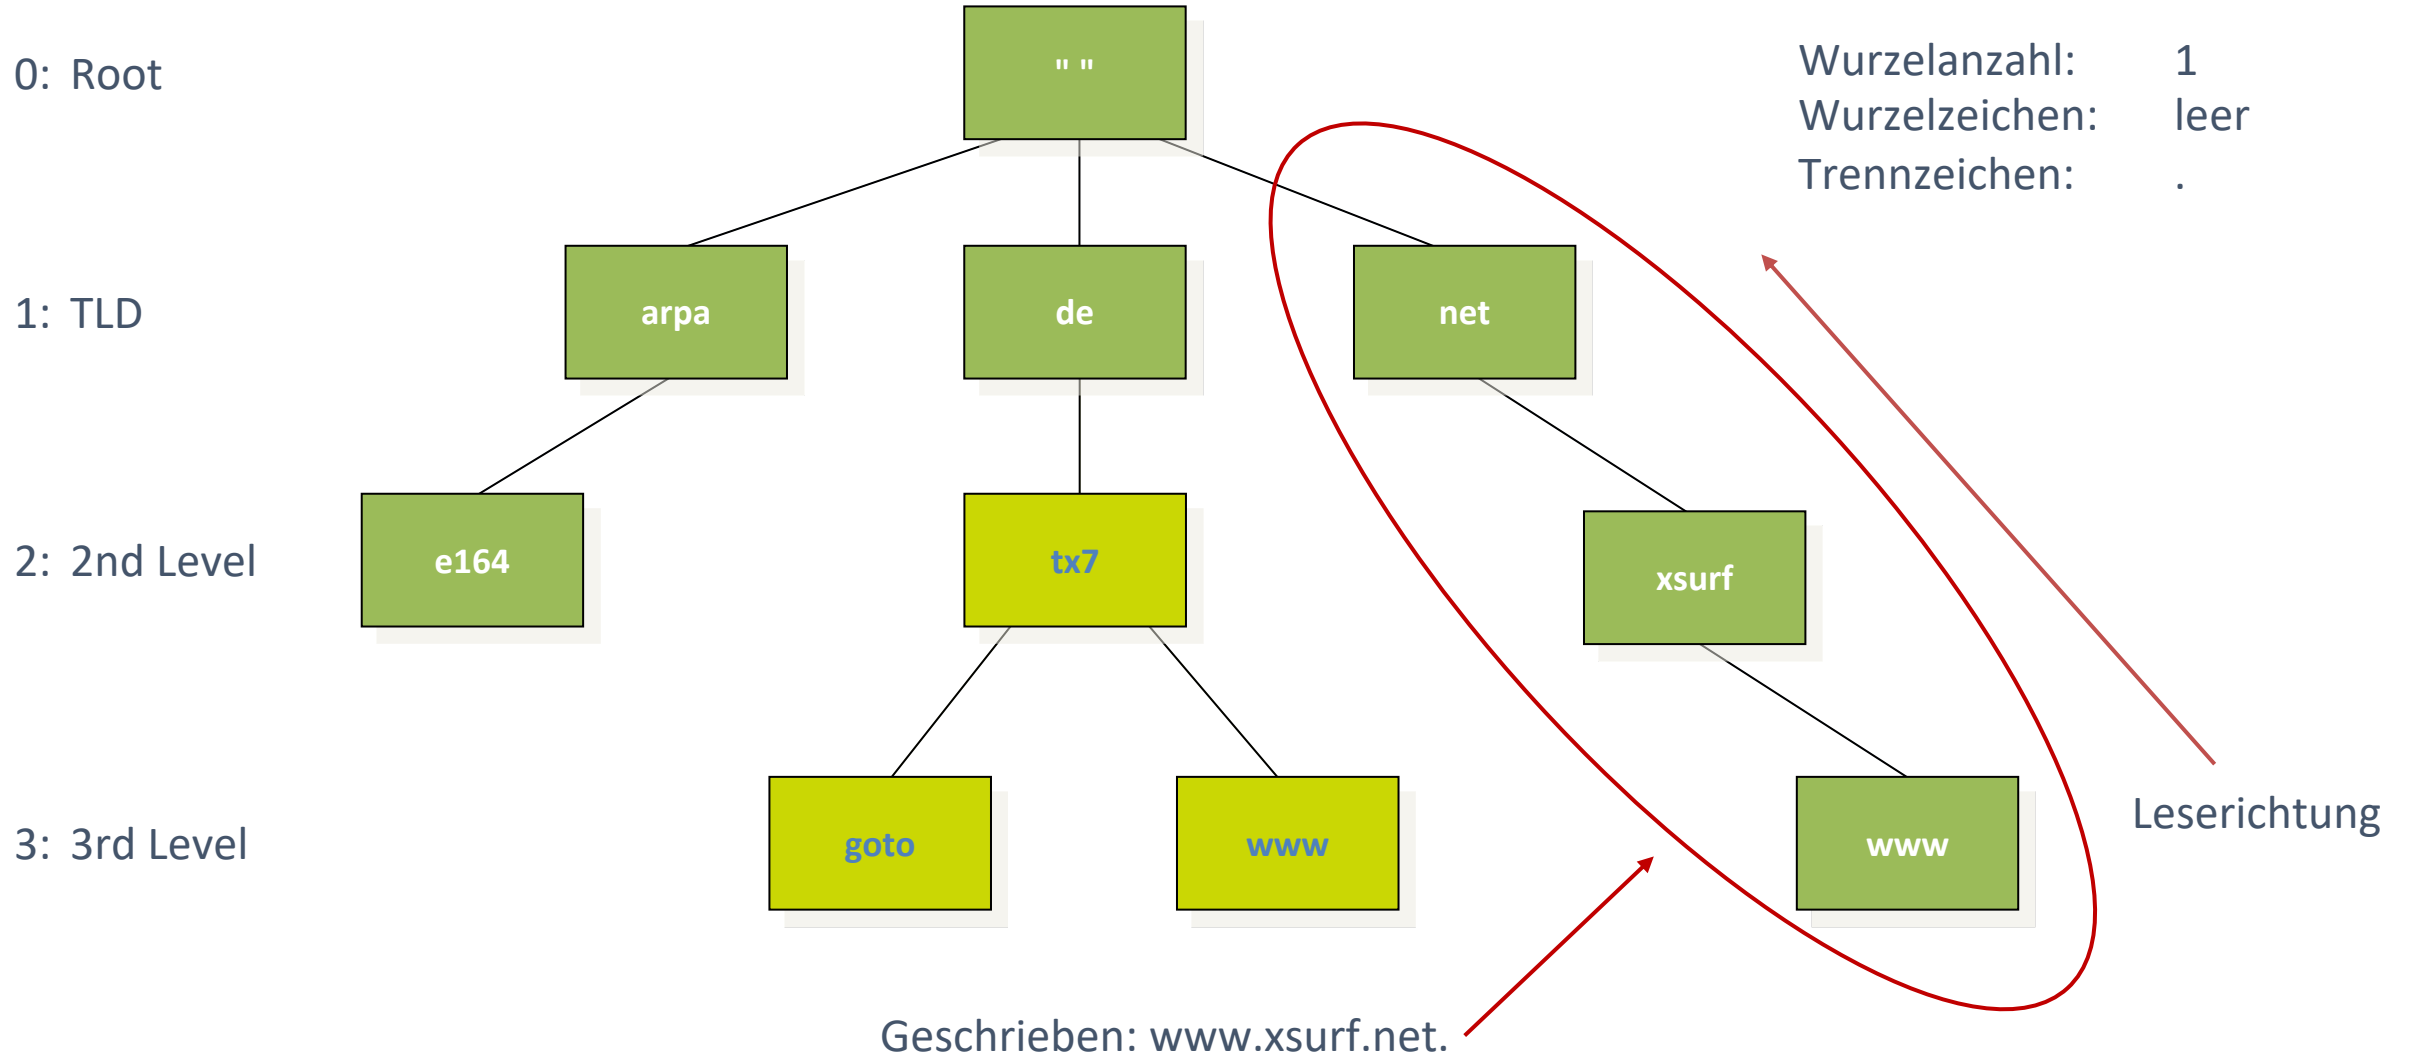 " "
0: Root
Wurzelanzahl: 1
Wurzelzeichen: leer
Trennzeichen: .
1: TLD
arpa
de
net
2: 2nd Level
e164
tx7
xsurf
3: 3rd Level
goto
www
www
Leserichtung
Geschrieben: www.xsurf.net.